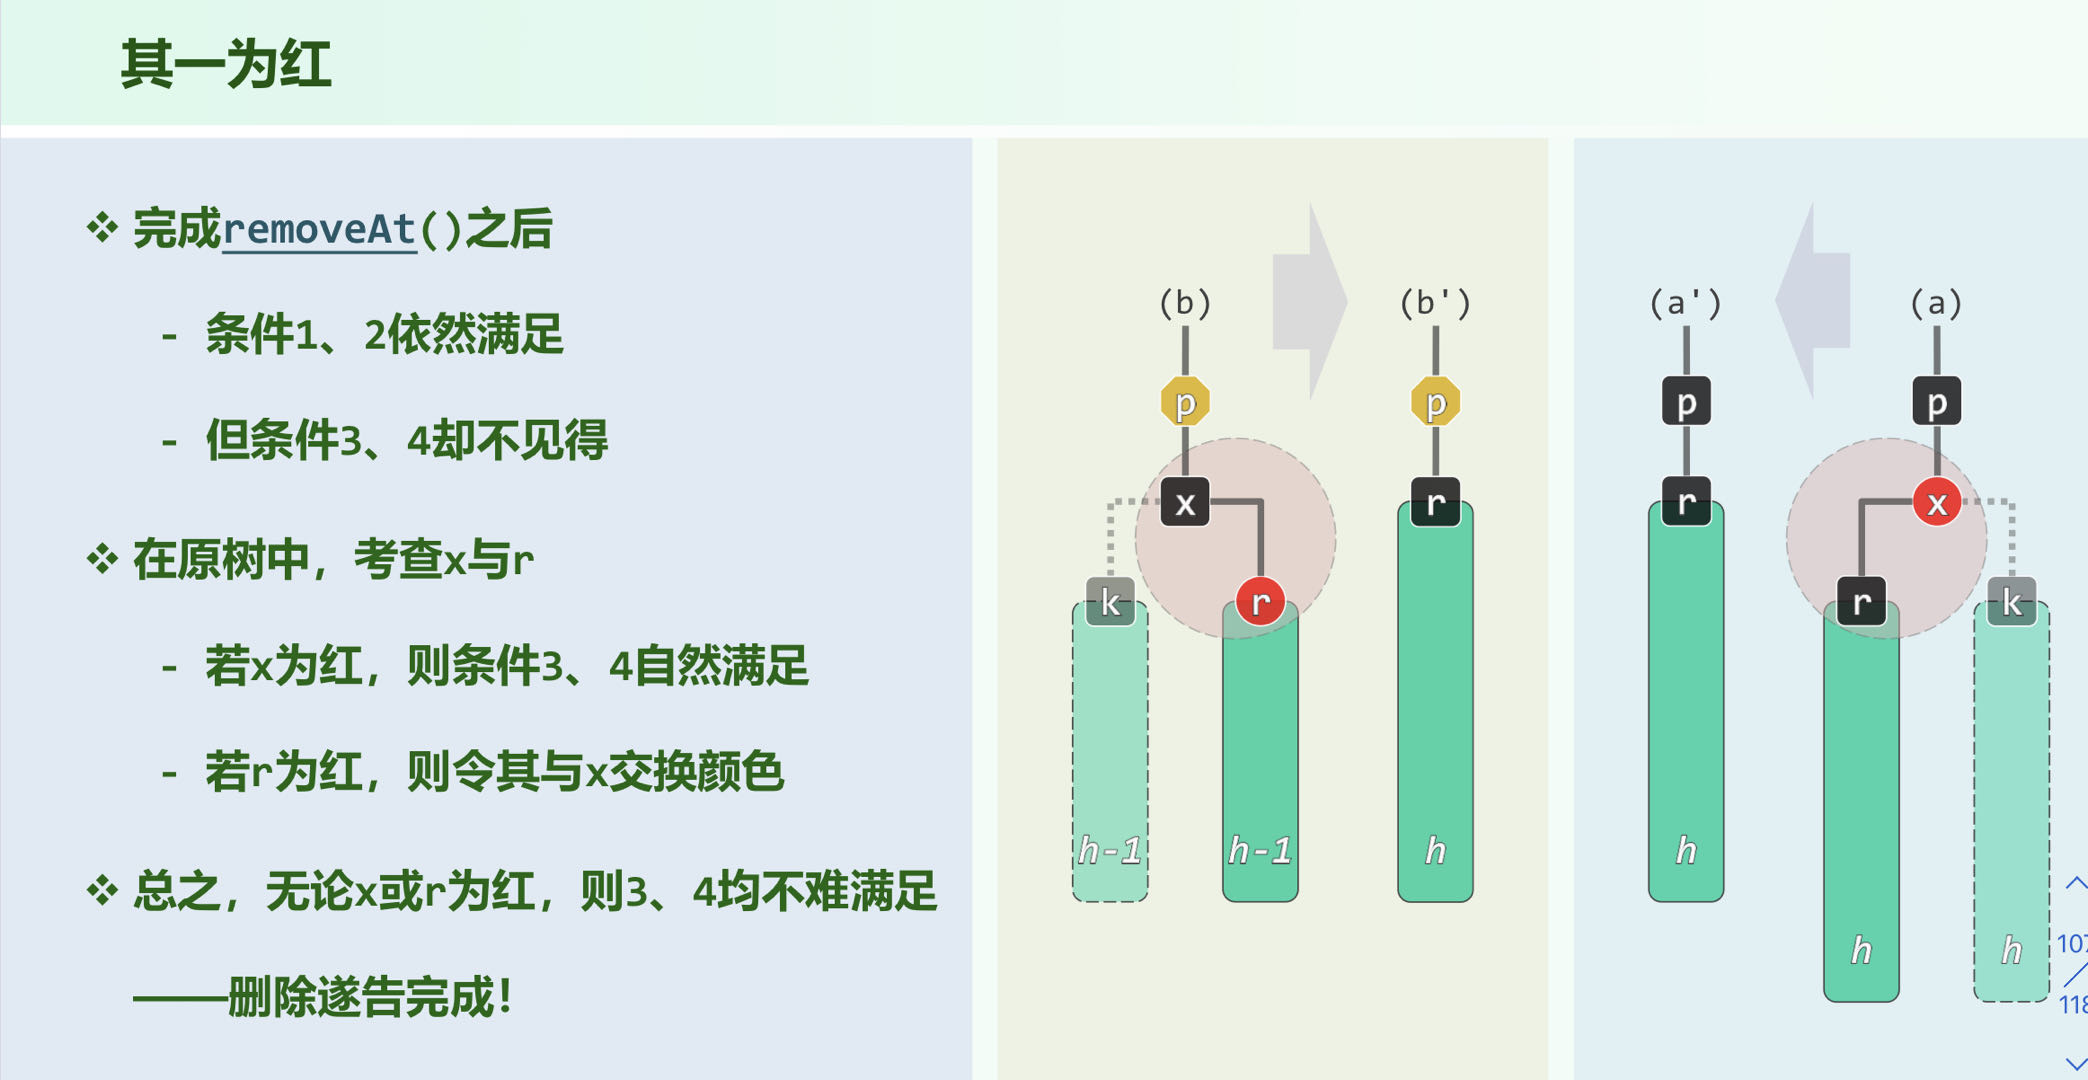 其一为红
❖ 完成removeAt()之后
- 条件1、2依然满足
- 但条件3、4却不见得
❖ 在原树中，考查x与r
- 若x为红，则条件3、4自然满足
- 若r为红，则令其与x交换颜色
❖ 总之，无论x或r为红，则3、4均不难满足
——删除遂告完成！
(b)
p
x
k
r
h-1
h-1
(b')
p
r
h
(a')
p
r
h
(a)
p
x
r
k
h
h
107
118